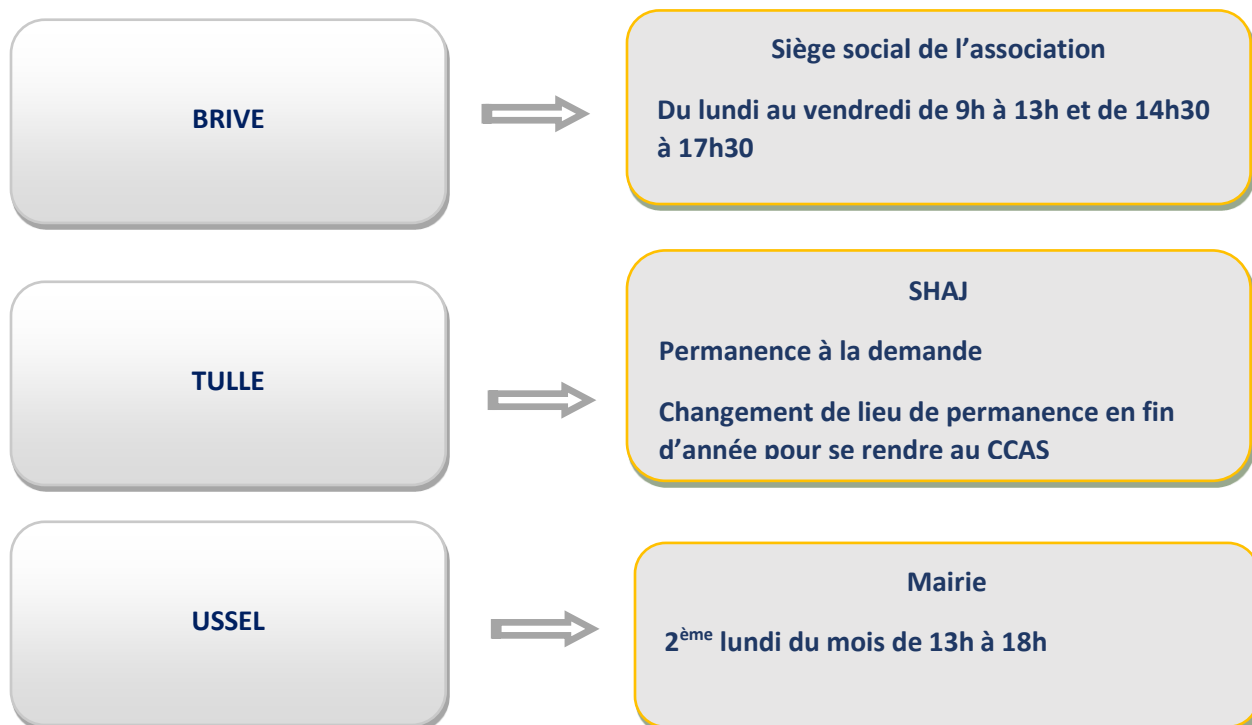 BRIVE
Siège social de l’association
Du lundi au vendredi de 9h à 13h et de 14h30
à 17h30
TULLE
SHAJ
Permanence à la demande
Changement de lieu de permanence en fin
d’année pour se rendre au CCAS
USSEL
Mairie
2ème lundi du mois de 13h à 18h